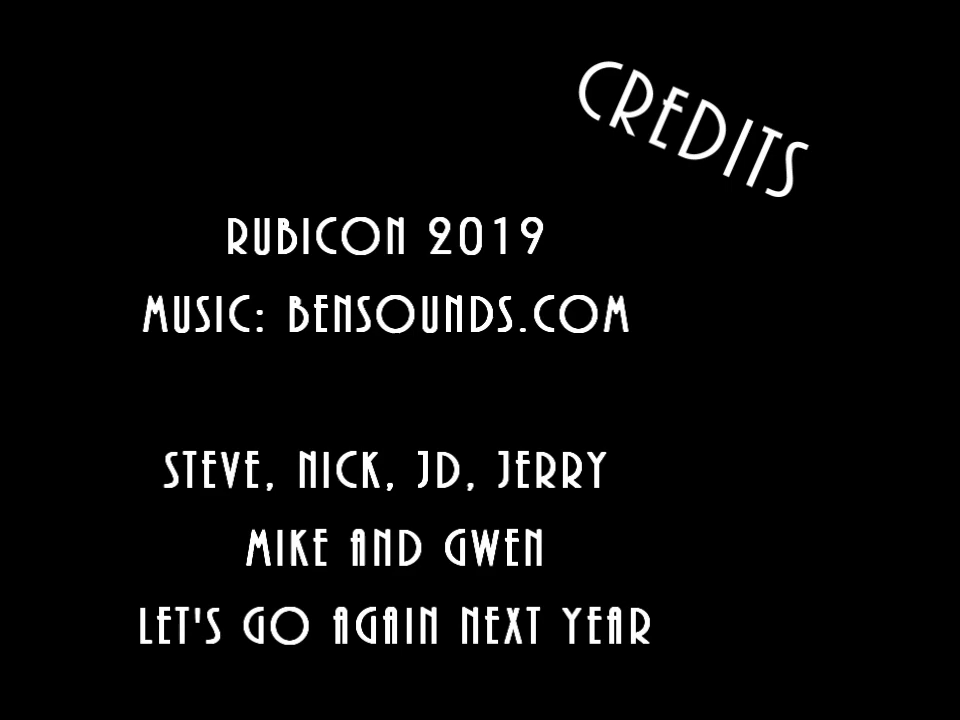 CREDITS
RUBICON 2019
MUSIC: BENSOUNDS.COM
STEVE, NICK, JD, JERRY
MIKE AND GWEN
LET'S GO AGAIN NEXT YEAR